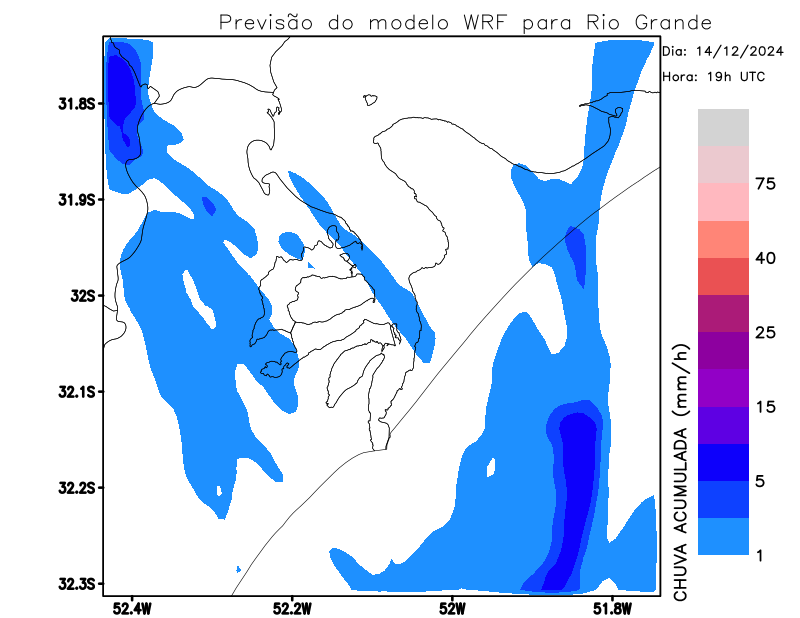 Previsão do modelo WRF para Rio Grande
Dia: 14/12/2024
Hora: 19h UTC
31.8S
31.9S
32S
32.1S
32.2S
32.3S
52.4W
52.2W
52W
51.8W
75
40
25
15
5
1
CHUVA ACUMULADA (mm/h)